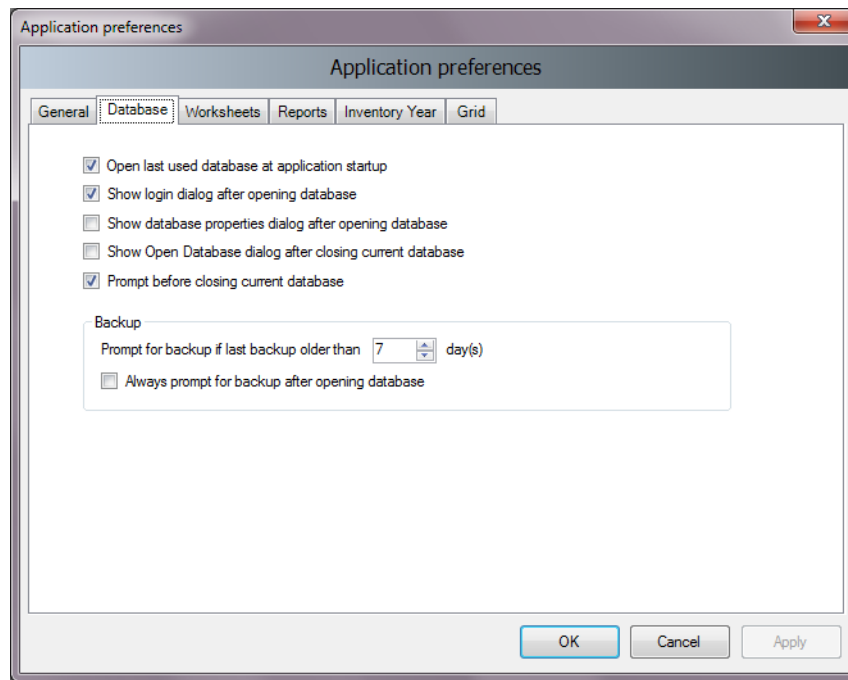 Application preferences
Application preferences
General Database Worksheets Reports Inventory Year Grid
Open last used database at application startup
Show login dialog after opening database
Show database properties dialog after opening database
Show Open Database dialog after closing current database
Prompt before closing current database
Backup
Prompt for backup if last backup older than 7 day(s)
Always prompt for backup after opening database
OK Cancel Apply